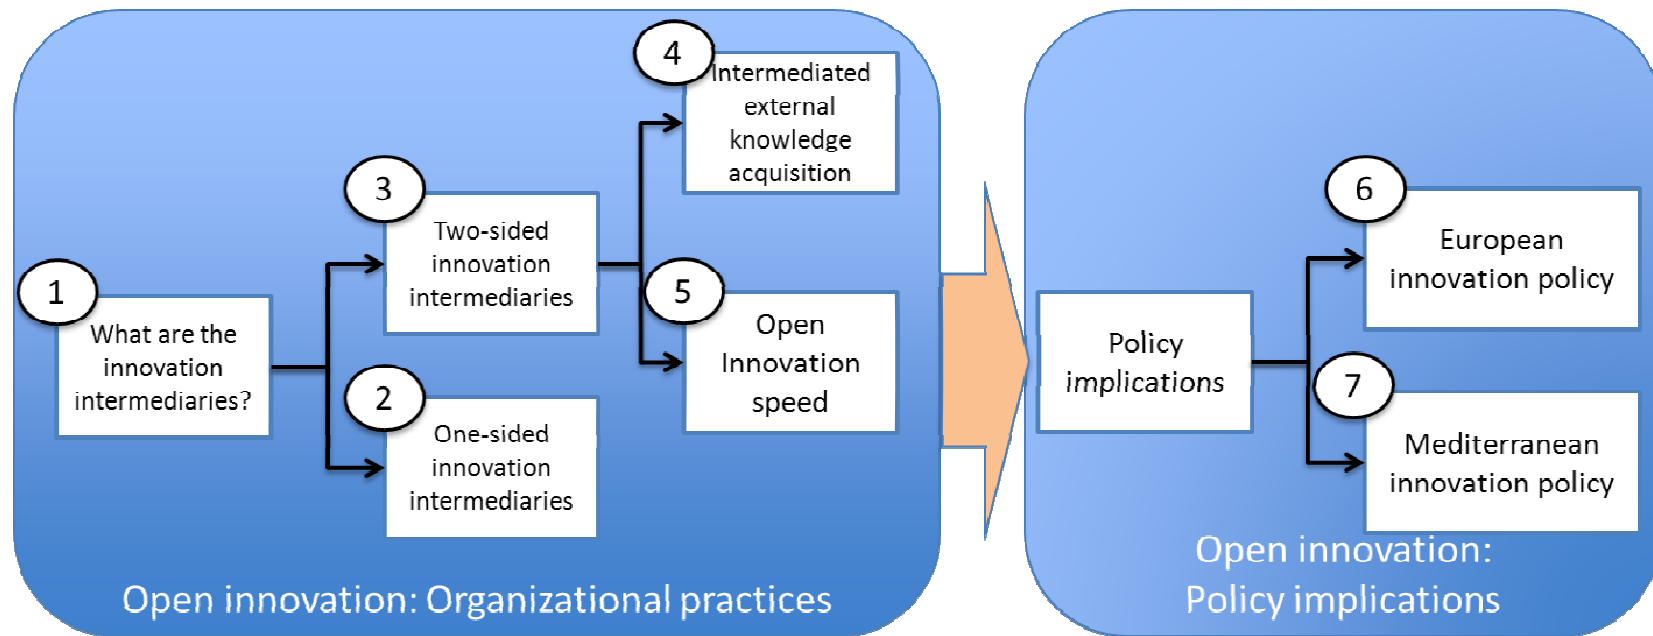 1
What are the
innovation
intermediaries?
3
Two-sided
innovation
intermediaries
2
One-sided
innovation
intermediaries
4
Intermediated
external
knowledge
acquisition
5
Open
Innovation
speed
Open innovation: Organizational practices
Policy
implications
6
European
innovation policy
7
Mediterranean
innovation policy
Open innovation:
Policy implications